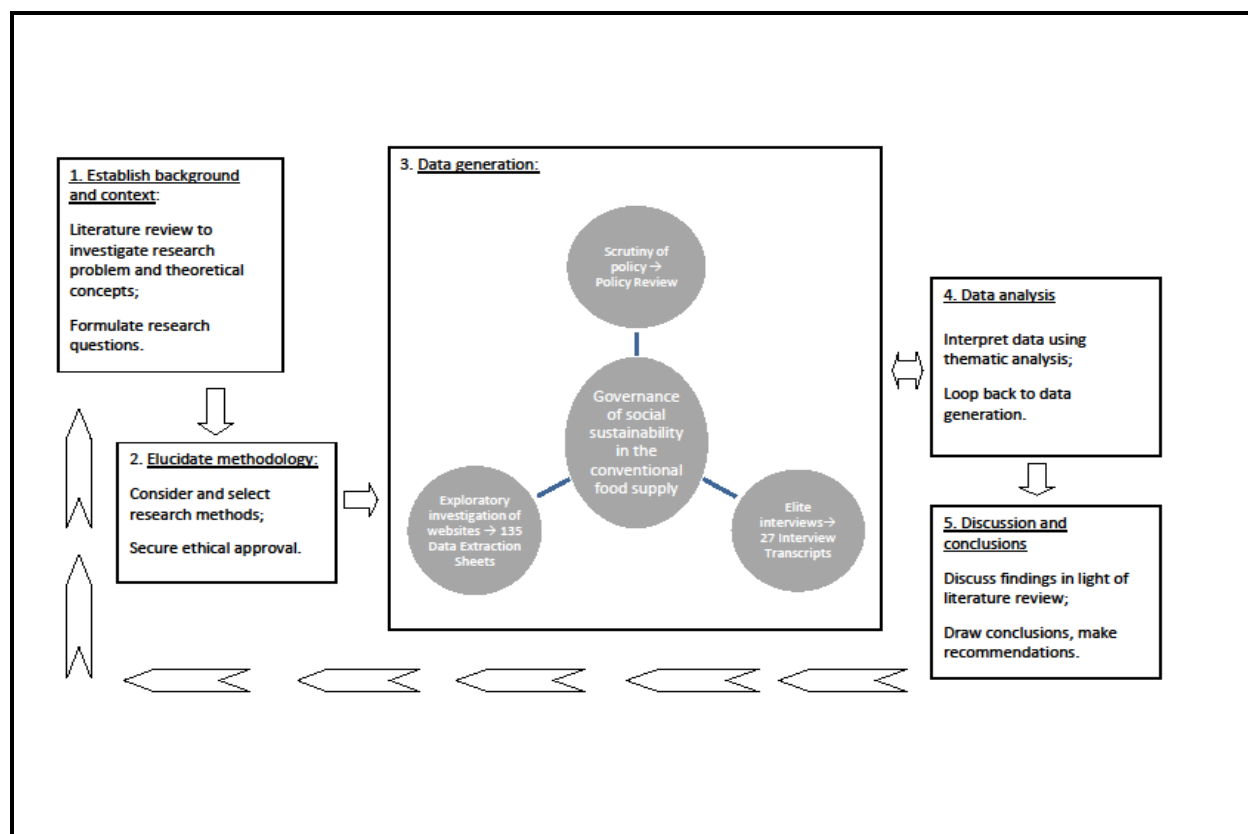 1. Establish background
and context:
Literature review to
investigate research
problem and theoretical
concepts;
Formulate research
questions.
2. Elucidate methodology:
Consider and select
research methods;
Secure ethical approval.
3. Data generation:
Scrutiny of
policy →
Policy Review
Governance
of social
sustainability
in the
conventional
food supply
Exploratory
investigation of
websites → 135
Data Extraction
Sheets
Elite
interviews→
27 Interview
Transcripts
4. Data analysis
Interpret data using
thematic analysis;
Loop back to data
generation.
5. Discussion and
conclusions
Discuss findings in light of
literature review;
Draw conclusions, make
recommendations.